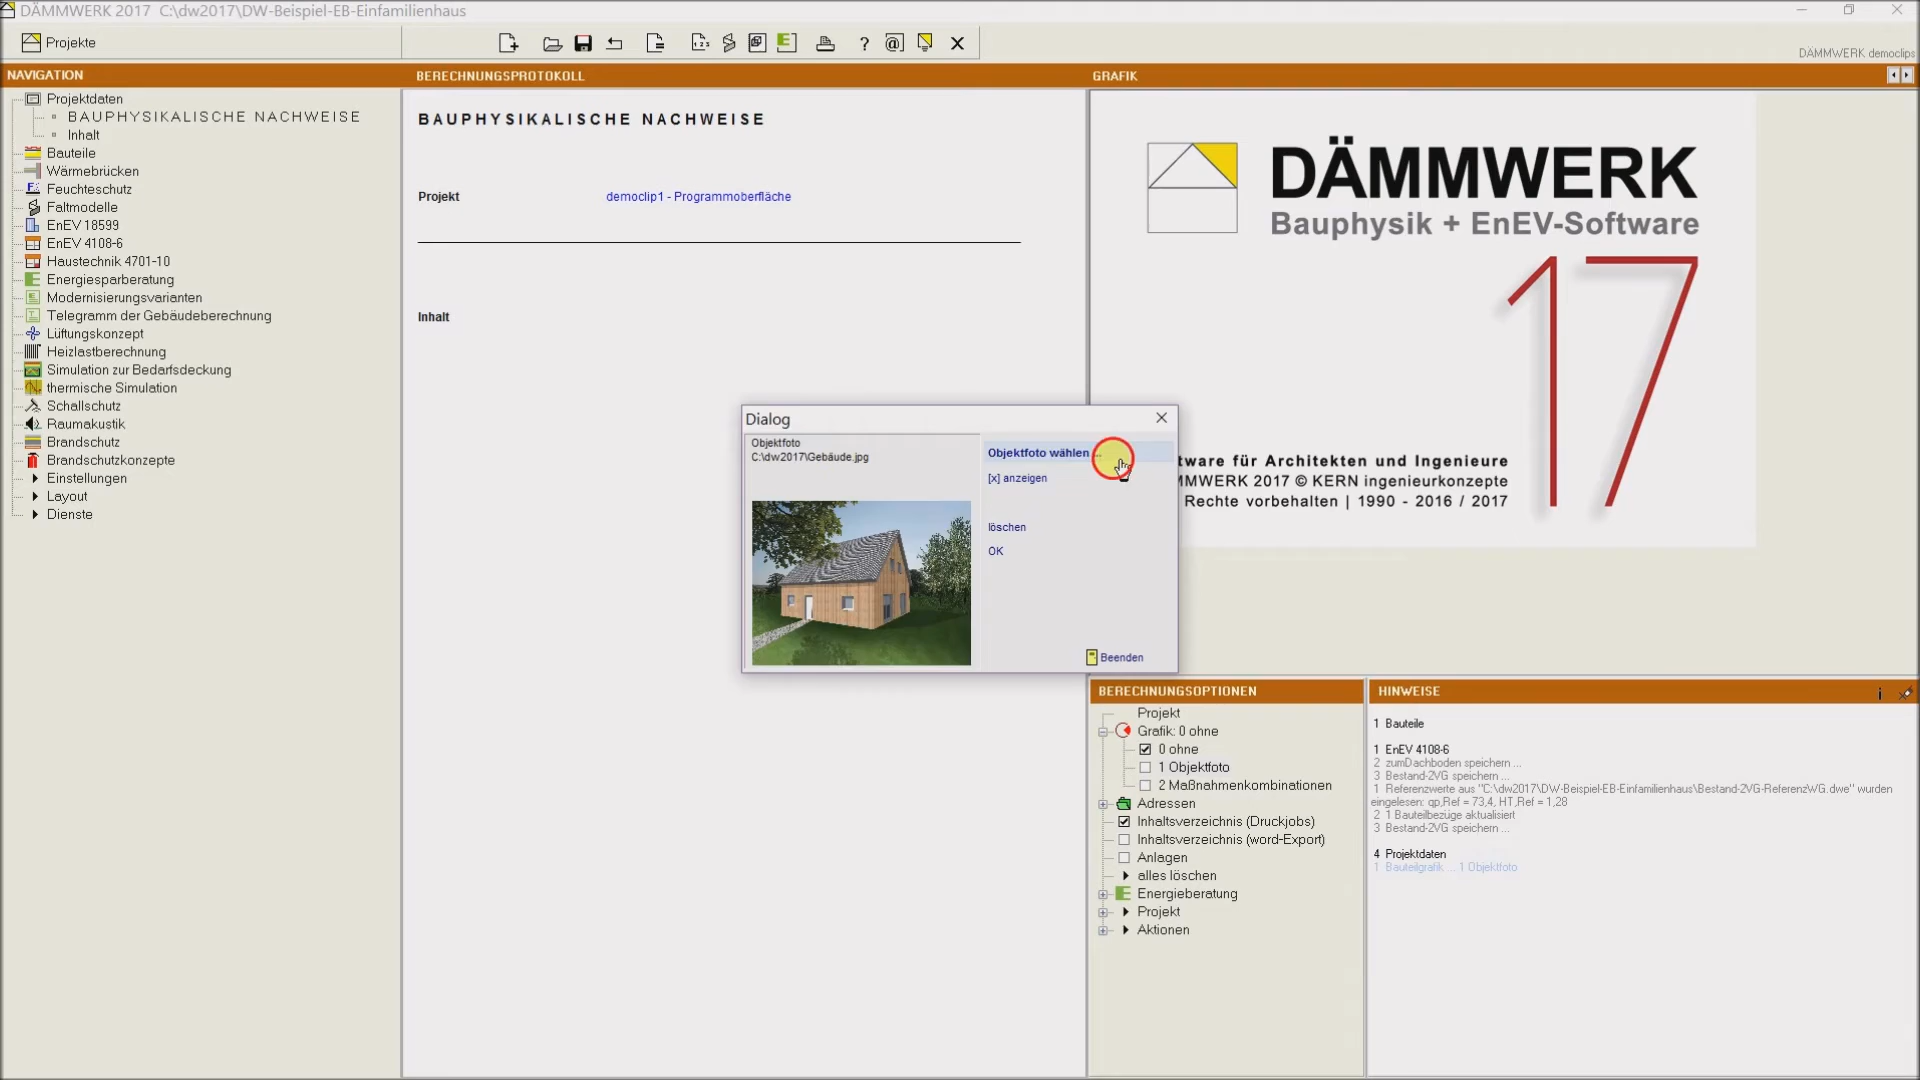 DÄMMWERK 2017 C:\dw2017\DW-Beispiel-EB-Einfamilienhaus
Projekte
DÄMMWERK democlips
NAVIGATION
Projektdaten
BAUPHYSIKALISCHE NACHWEISE
Inhalt
Bauteile
Wärmebrücken
Feuchteschutz
Faltmodelle
EnEV 18599
EnEV 4108-6
Haustechnik 4701-10
Energiesparberatung
Modernisierungsvarianten
Telegramm der Gebäudeberechnung
Lüftungskonzept
Heizlastberechnung
Simulation zur Bedarfsdeckung
thermische Simulation
Schallschutz
Raumakustik
Brandschutz
Brandschutzkonzepte
Einstellungen
Layout
Dienste
BERECHNUNGSPROTOKOLL
BAUPHYSIKALISCHE NACHWEISE
Projekt democlip1 - Programmoberfläche
Inhalt
GRAFIK
DÄMMWERK
Bauphysik + EnEV-Software
17
tware für Architekten und Ingenieure
MWERK 2017 © KERN ingenieurkonzepte
Rechte vorbehalten | 1990 - 2016 / 2017
Dialog
Objektfoto
C:\dw2017\Gebäude.jpg
Objektfoto wählen
[x] anzeigen
löschen
OK
Beenden
BERECHNUNGSOPTIONEN
Projekt
Grafik: 0 ohne
0 ohne
1 Objektfoto
2 Maßnahmenkombinationen
Adressen
Inhaltsverzeichnis (Druckjobs)
Inhaltsverzeichnis (word-Export)
Anlagen
alles löschen
Energieberatung
Projekt
Aktionen
HINWEISE
1 Bauteile
1 EnEV 4108-6
2 zumDachboden speichern ...
3 Bestand-2VG speichern ...
1 Referenzwerte aus "C:\dw2017\DW-Beispiel-EB-Einfamilienhaus\Bestand-2VG-ReferenzWG.dwe" wurden
eingelesen: qp,Ref = 73,4, HT,Ref = 1,28
2 1 Bauteilbezüge aktualisiert
3 Bestand-2VG speichern ...
4 Projektdaten
1 Bauteilgrafik ... 1 Objektfoto